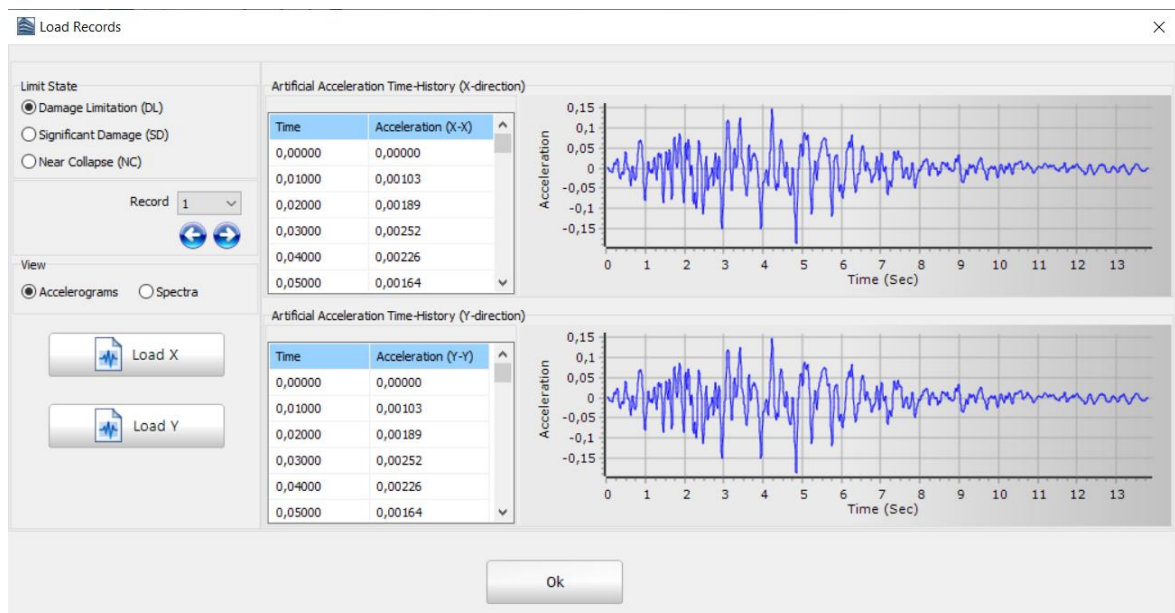 Load Records
Limit State
Damage Limitation (DL)
Significant Damage (SD)
Near Collapse (NC)
Record 1
View
Accelerograms Spectra
Load X
Load Y
Artificial Acceleration Time-History (X-direction)
Time Acceleration (X-X)
0,00000 0,00000
0,01000 0,00103
0,02000 0,00189
0,03000 0,00252
0,04000 0,00226
0,05000 0,00164
Acceleration
0,15
0,1
0,05
0
-0,05
-0,1
-0,15
0 1 2 3 4 5 6 7 8 9 10 11 12 13
Time (Sec)
Artificial Acceleration Time-History (Y-direction)
Time Acceleration (Y-Y)
0,00000 0,00000
0,01000 0,00103
0,02000 0,00189
0,03000 0,00252
0,04000 0,00226
0,05000 0,00164
Acceleration
0,15
0,1
0,05
0
-0,05
-0,1
-0,15
0 1 2 3 4 5 6 7 8 9 10 11 12 13
Time (Sec)
Ok